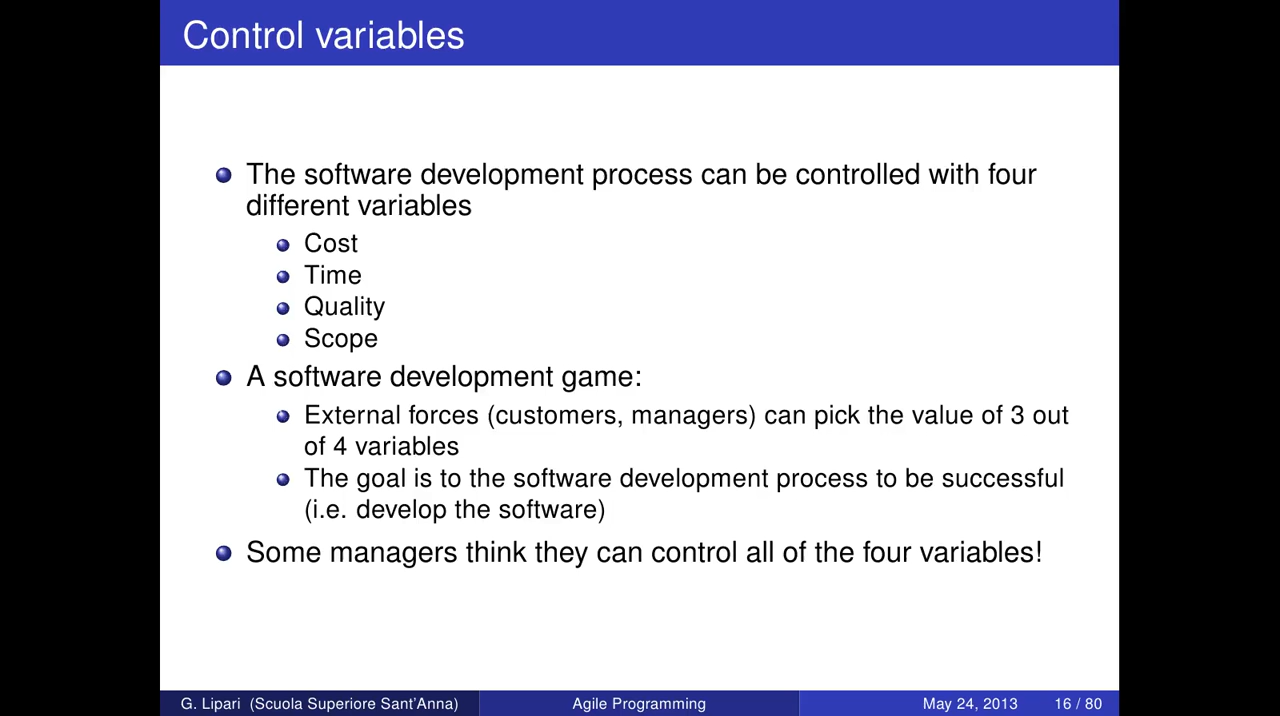 Control variables
The software development process can be controlled with four
different variables
Cost
Time
Quality
Scope
A software development game:
External forces (customers, managers) can pick the value of 3 out
of 4 variables
The goal is to the software development process to be successful
(i.e. develop the software)
Some managers think they can control all of the four variables!
G. Lipari (Scuola Superiore Sant'Anna) Agile Programming May 24, 2013 16 / 80